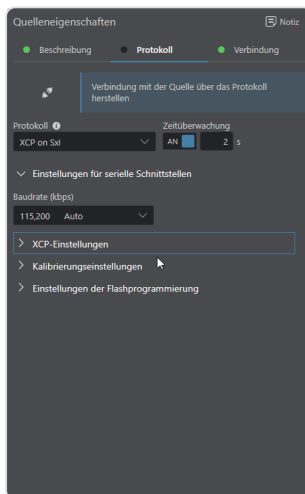 Quelleneigenschaften Notiz
Beschreibung Protokoll Verbindung
Verbindung mit der Quelle über das Protokoll
herstellen
Protokoll Zeitüberwachung
XCP on SxI AN 2 s
Einstellungen für serielle Schnittstellen
Baudrate (kbps)
115,200 Auto
XCP-Einstellungen
Kalibrierungseinstellungen
Einstellungen der Flashprogrammierung